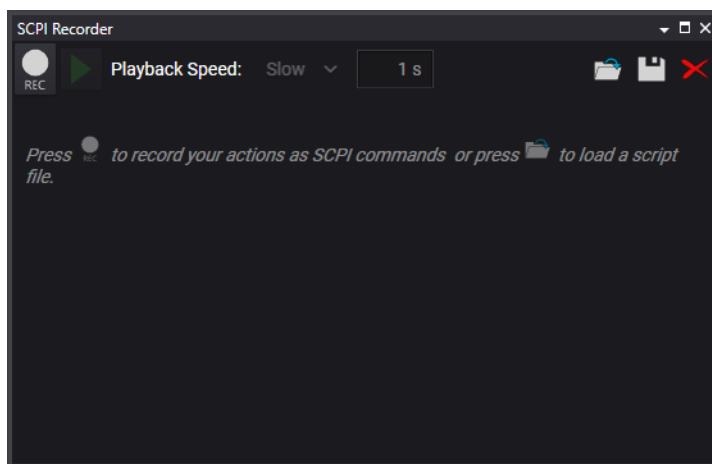 SCPI Recorder
REC
Playback Speed: Slow 1 s
Press REC to record your actions as SCPI commands or press to load a script
file.